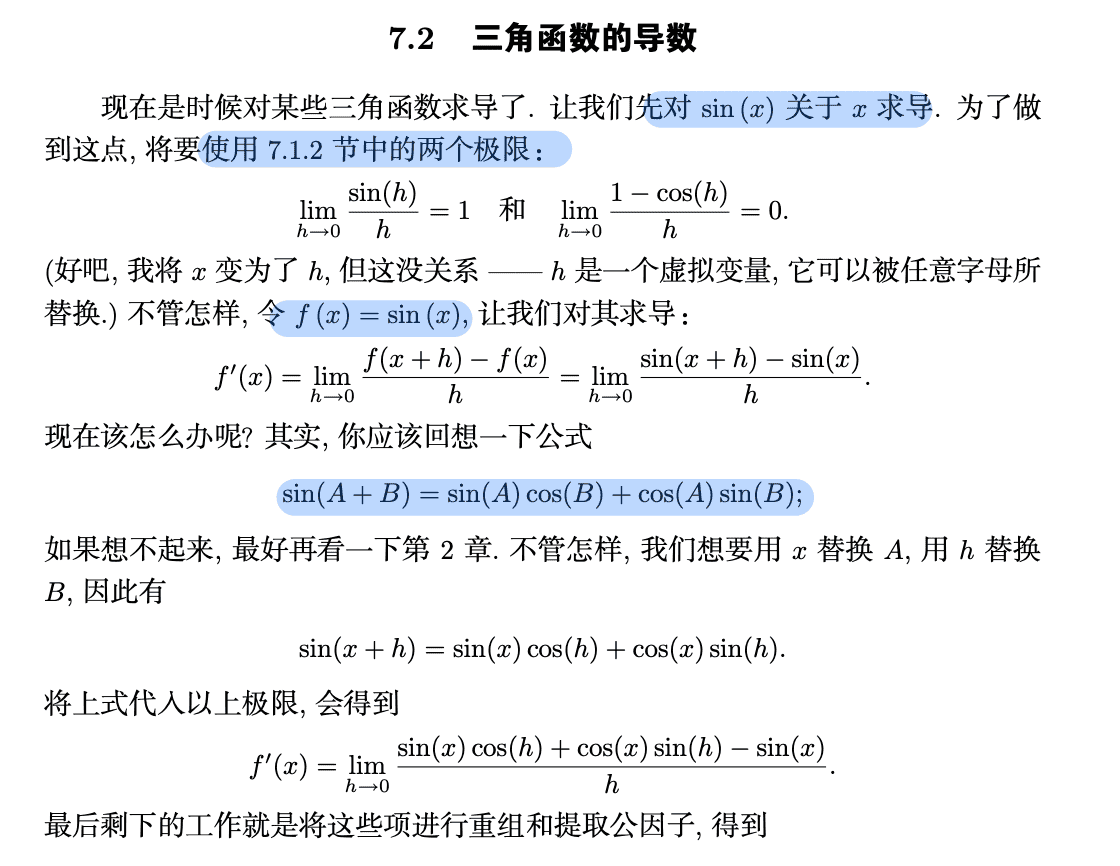 7.2 三角函数的导数
现在是时候对某些三角函数求导了. 让我们先对 sin (x) 关于 x 求导. 为了做
到这点, 将要使用 7.1.2 节中的两个极限：
lim_{h→0} sin(h)/h = 1 和 lim_{h→0} (1 − cos(h))/h = 0.
(好吧, 我将 x 变为了 h, 但这没关系 —— h 是一个虚拟变量, 它可以被任意字母所
替换.) 不管怎样, 令 f (x) = sin (x), 让我们对其求导：
f′(x) = lim_{h→0} (f(x + h) − f(x))/h = lim_{h→0} (sin(x + h) − sin(x))/h.
现在该怎么办呢? 其实, 你应该回想一下公式
sin(A + B) = sin(A) cos(B) + cos(A) sin(B);
如果想不起来, 最好再看一下第 2 章. 不管怎样, 我们想要用 x 替换 A, 用 h 替换
B, 因此有
sin(x + h) = sin(x) cos(h) + cos(x) sin(h).
将上式代入以上极限, 会得到
f′(x) = lim_{h→0} (sin(x) cos(h) + cos(x) sin(h) − sin(x))/h.
最后剩下的工作就是将这些项进行重组和提取公因子, 得到